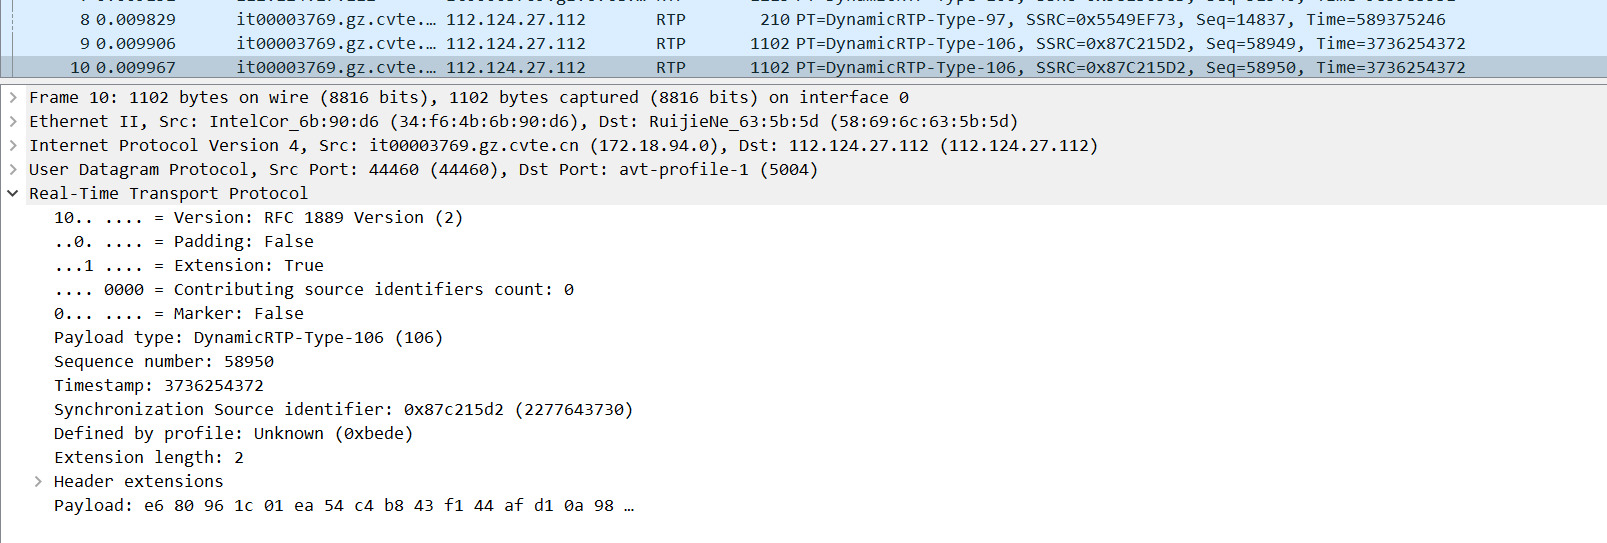 8 0.009829 it00003769.gz.cvte.… 112.124.27.112 RTP 210 PT=DynamicRTP-Type-97, SSRC=0x5549EF73, Seq=14837, Time=589375246
9 0.009906 it00003769.gz.cvte.… 112.124.27.112 RTP 1102 PT=DynamicRTP-Type-106, SSRC=0x87C215D2, Seq=58949, Time=3736254372
10 0.009967 it00003769.gz.cvte.… 112.124.27.112 RTP 1102 PT=DynamicRTP-Type-106, SSRC=0x87C215D2, Seq=58950, Time=3736254372
Frame 10: 1102 bytes on wire (8816 bits), 1102 bytes captured (8816 bits) on interface 0
Ethernet II, Src: IntelCor_6b:90:d6 (34:f6:4b:6b:90:d6), Dst: RuijieNe_63:5b:5d (58:69:6c:63:5b:5d)
Internet Protocol Version 4, Src: it00003769.gz.cvte.cn (172.18.94.0), Dst: 112.124.27.112 (112.124.27.112)
User Datagram Protocol, Src Port: 44460 (44460), Dst Port: avt-profile-1 (5004)
Real-Time Transport Protocol
10.. .... = Version: RFC 1889 Version (2)
..0. .... = Padding: False
...1 .... = Extension: True
.... 0000 = Contributing source identifiers count: 0
0... .... = Marker: False
Payload type: DynamicRTP-Type-106 (106)
Sequence number: 58950
Timestamp: 3736254372
Synchronization Source identifier: 0x87c215d2 (2277643730)
Defined by profile: Unknown (0xbede)
Extension length: 2
Header extensions
Payload: e6 80 96 1c 01 ea 54 c4 b8 43 f1 44 af d1 0a 98 …